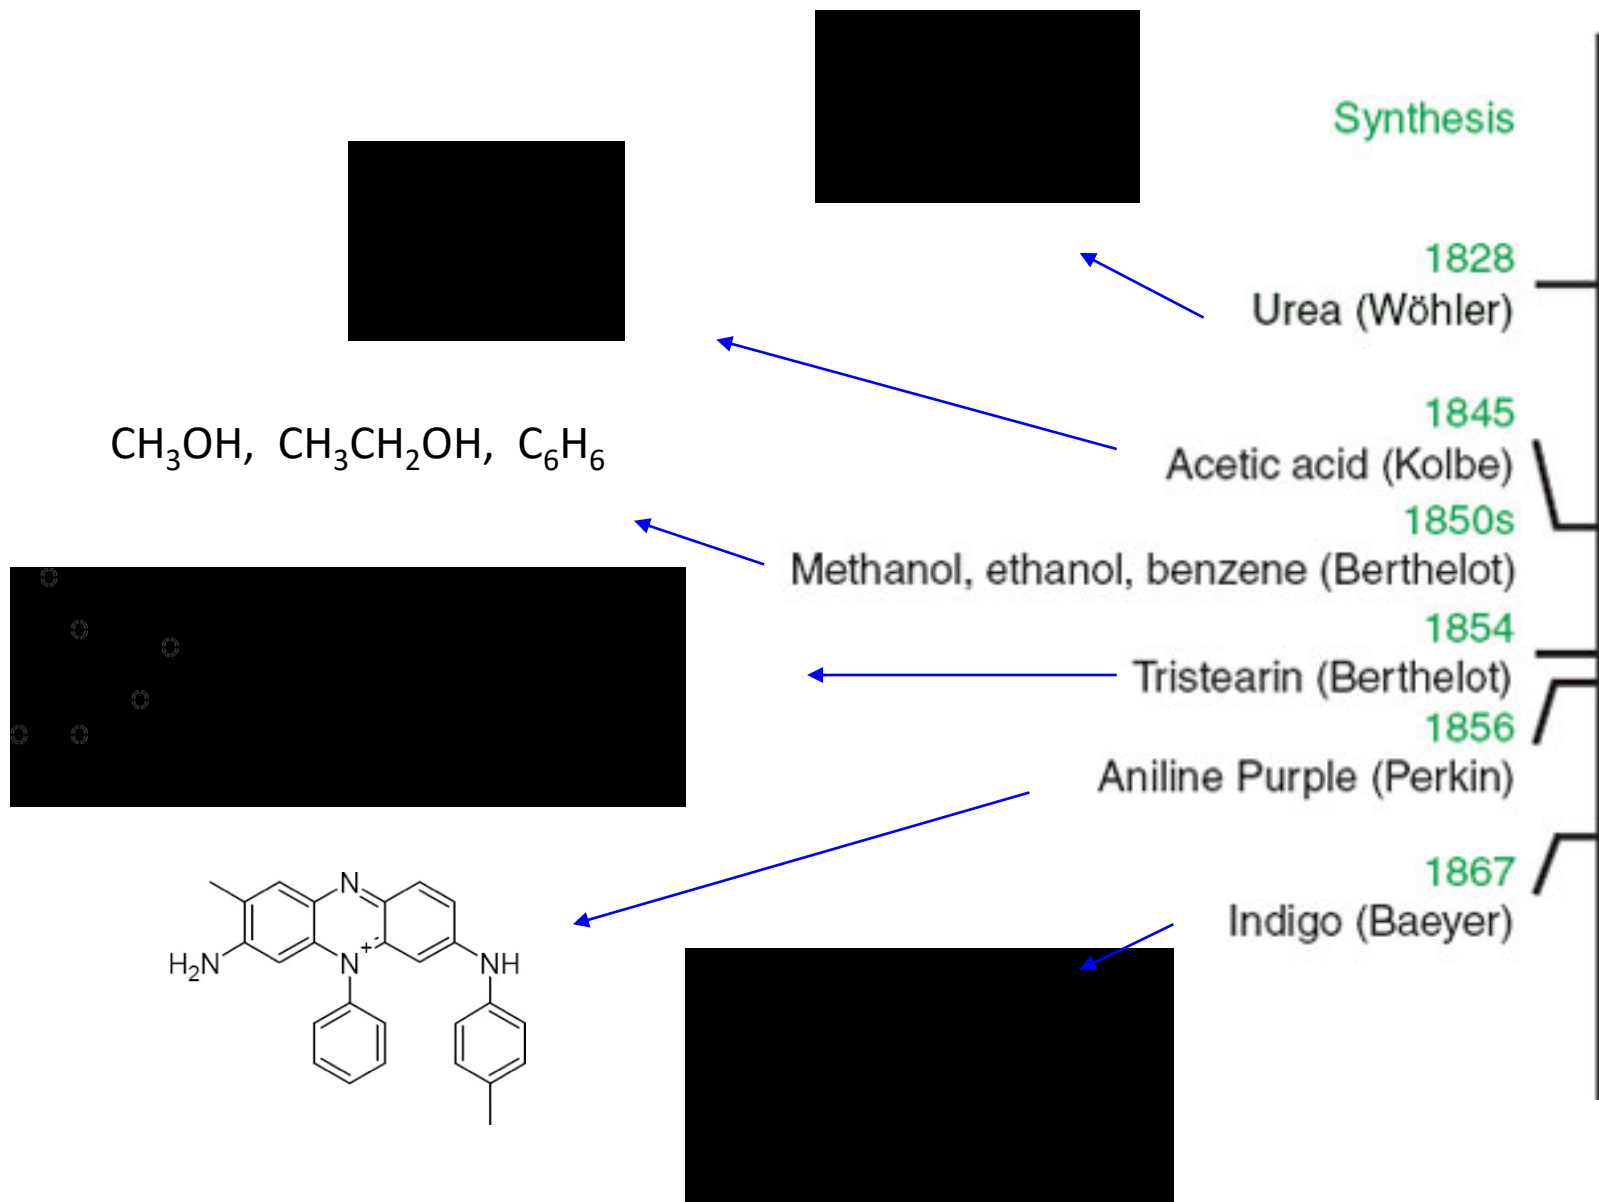 Synthesis
1828
Urea (Wöhler)
1845
Acetic acid (Kolbe)
CH₃OH, CH₃CH₂OH, C₆H₆
1850s
Methanol, ethanol, benzene (Berthelot)
O
O
O
O
O O
1854
Tristearin (Berthelot)
1856
Aniline Purple (Perkin)
1867
Indigo (Baeyer)
N
H₂N
N+
NH